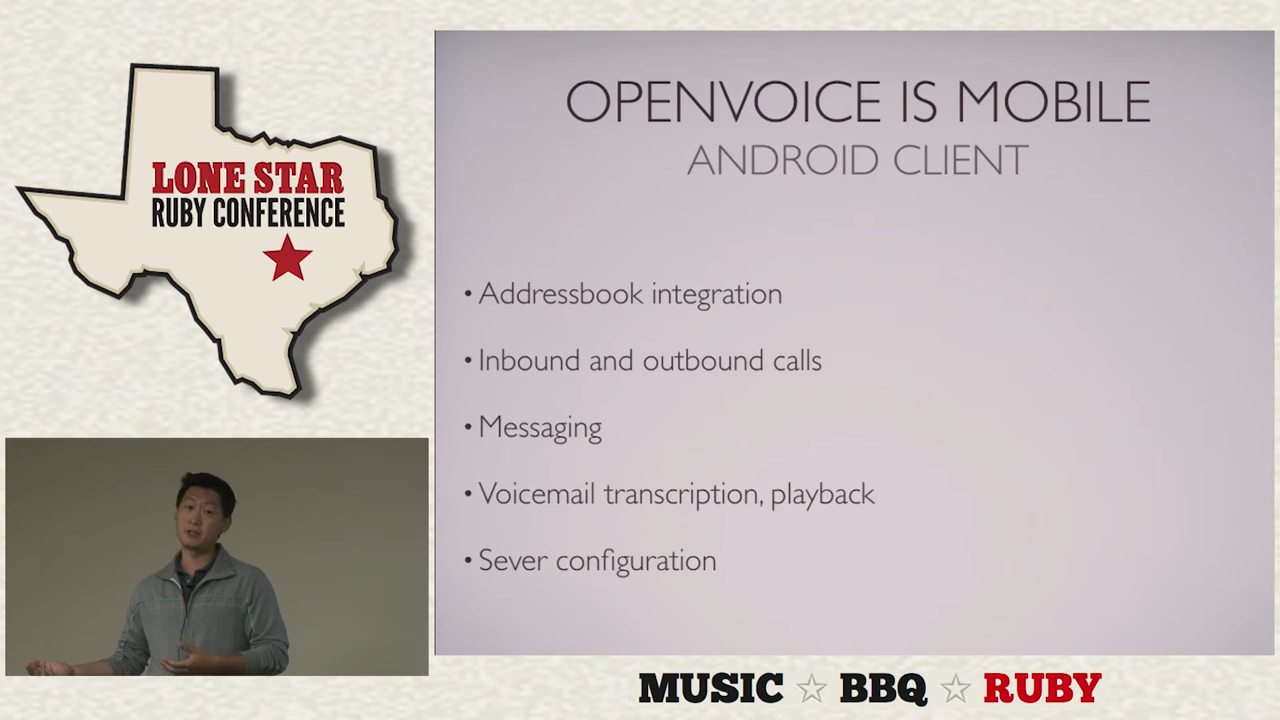 LONE STAR
RUBY CONFERENCE
OPENVOICE IS MOBILE
ANDROID CLIENT
• Addressbook integration
• Inbound and outbound calls
• Messaging
• Voicemail transcription, playback
• Sever configuration
MUSIC ☆ BBQ ☆ RUBY